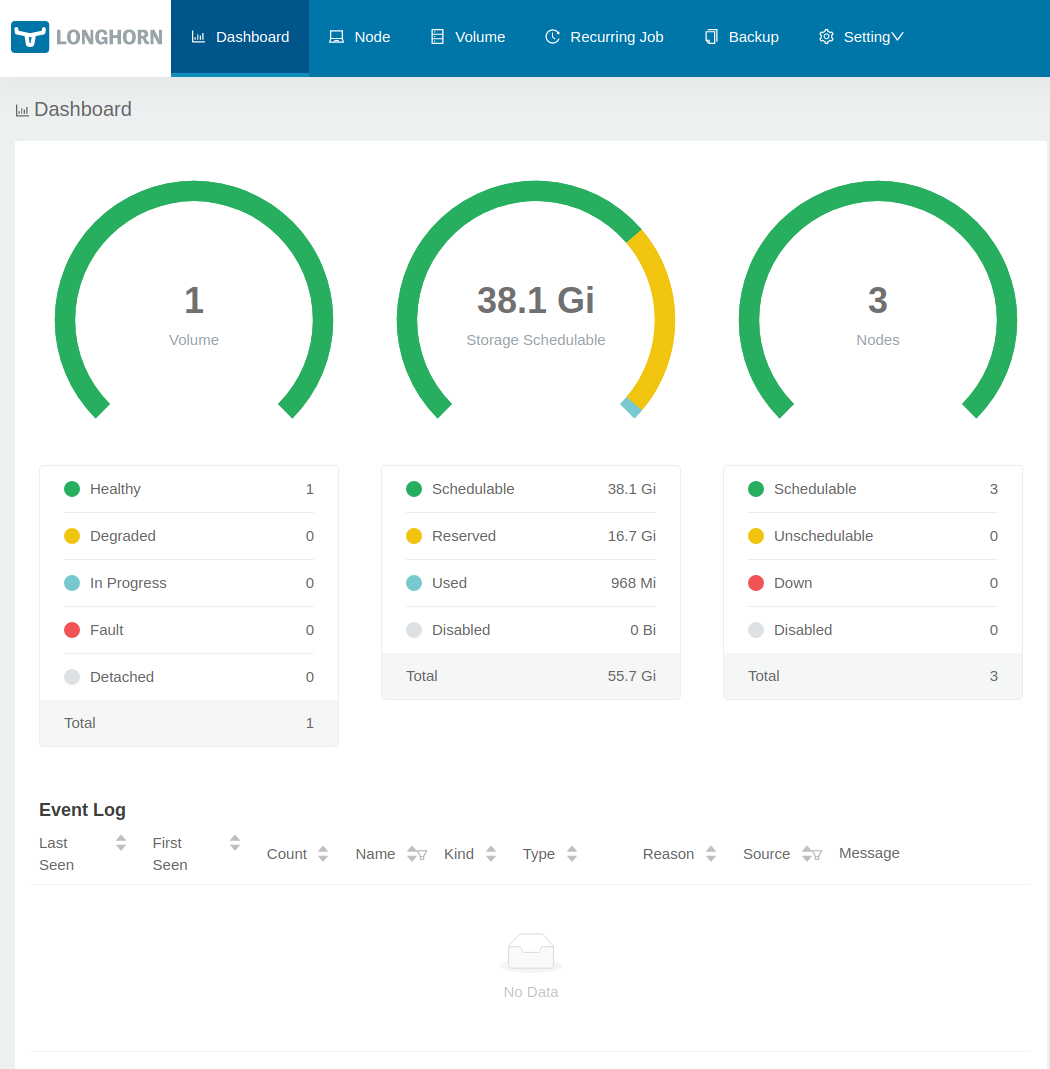 LONGHORN
Dashboard Node Volume Recurring Job Backup Setting
Dashboard
1
Volume
38.1 Gi
Storage Schedulable
3
Nodes
Healthy 1
Degraded 0
In Progress 0
Fault 0
Detached 0
Total 1
Schedulable 38.1 Gi
Reserved 16.7 Gi
Used 968 Mi
Disabled 0 Bi
Total 55.7 Gi
Schedulable 3
Unschedulable 0
Down 0
Disabled 0
Total 3
Event Log
Last Seen First Seen Count Name Kind Type Reason Source Message
No Data